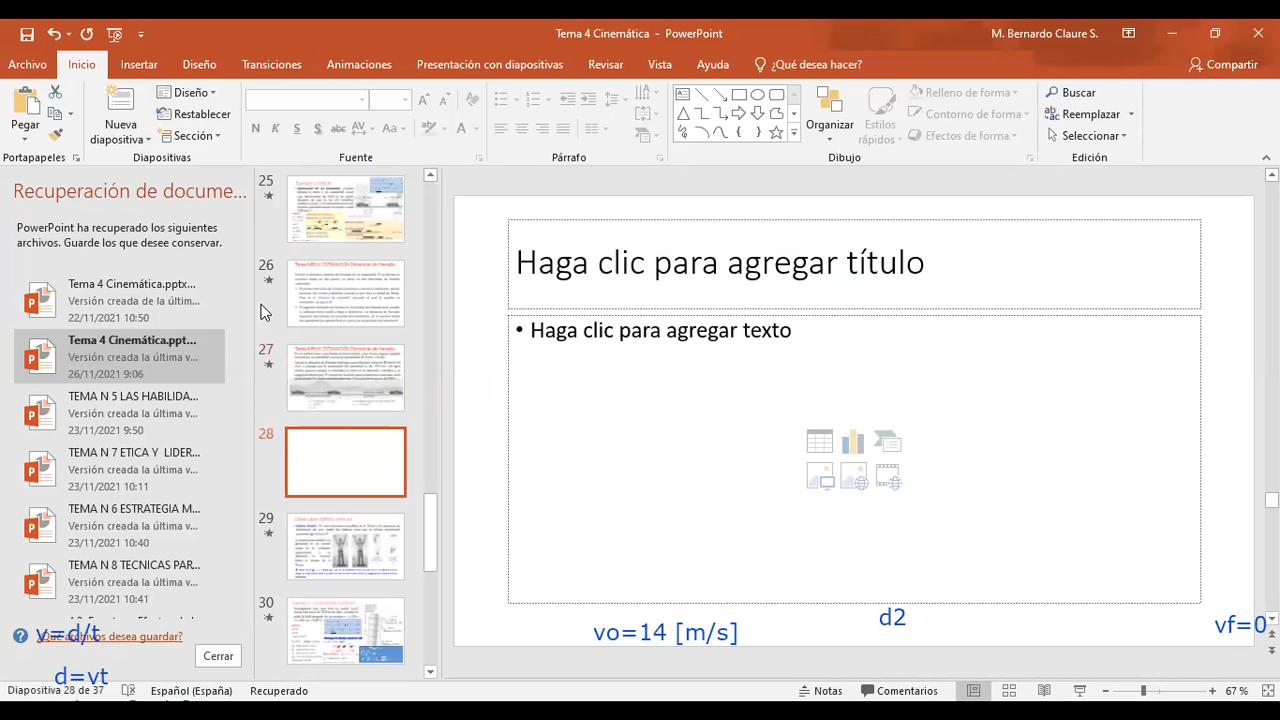 Tema 4 Cinemática - PowerPoint
M. Bernardo Claure S.
Archivo Inicio Insertar Diseño Transiciones Animaciones Presentación con diapositivas Revisar Vista Ayuda ¿Qué desea hacer? Compartir
Pegar
Nueva diapositiva
Diseño
Restablecer
Sección
N K S S abc AV Aa A
Organizar
Estilos rápidos
Relleno de forma
Contorno de forma
Efectos de forma
Buscar
Reemplazar
Seleccionar
Portapapeles Diapositivas Fuente Párrafo Dibujo Edición
Recuperación de docume...
PowerPoint ha recuperado los siguientes
archivos. Guarde los que desee conservar.
Tema 4 Cinemática.pptx...
Versión creada de la últim...
22/11/2021 10:50
Tema 4 Cinemática.ppt...
Versión creada la última v...
26/11/2021 9:06
TEMA N 5 LAS HABILIDA...
Versión creada la última v...
23/11/2021 9:50
TEMA N 7 ETICA Y LIDER...
Versión creada la última v...
23/11/2021 10:11
TEMA N 6 ESTRATEGIA M...
Versión creada la última v...
23/11/2021 10:40
TEMA N 8 TECNICAS PAR...
Versión creada la última v...
23/11/2021 10:41
¿Qué archivos desea guardar?
Cerrar
25
26
27
28
29
30
Haga clic para agregar título
• Haga clic para agregar texto
v=d/t
d=vt
vo=14 [m/s]
d2
vf=0
Diapositiva 28 de 37 Español (España) Recuperado Notas Comentarios 67 %